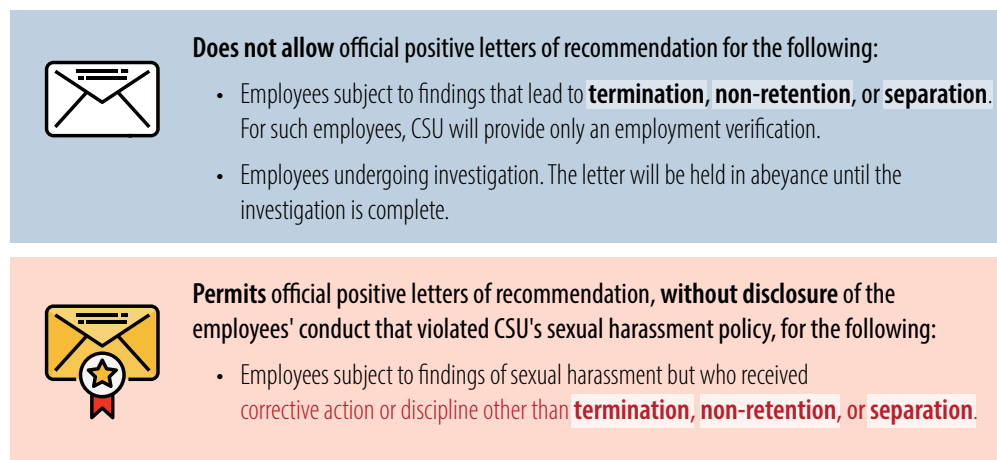 Does not allow official positive letters of recommendation for the following:
• Employees subject to findings that lead to termination, non-retention, or separation.
For such employees, CSU will provide only an employment verification.
• Employees undergoing investigation. The letter will be held in abeyance until the
investigation is complete.
Permits official positive letters of recommendation, without disclosure of the
employees' conduct that violated CSU's sexual harassment policy, for the following:
• Employees subject to findings of sexual harassment but who received
corrective action or discipline other than termination, non-retention, or separation.